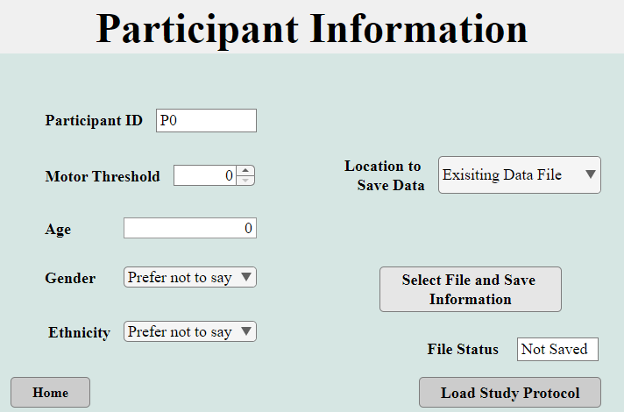 Participant Information
Participant ID P0
Motor Threshold 0
Location to
Save Data
Exisiting Data File
Age 0
Gender Prefer not to say
Select File and Save
Information
Ethnicity Prefer not to say
File Status Not Saved
Home
Load Study Protocol